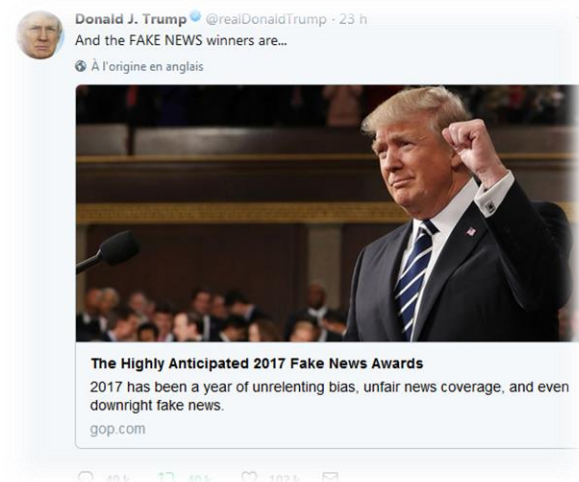 Donald J. Trump @realDonaldTrump · 23 h
And the FAKE NEWS winners are...
À l'origine en anglais
The Highly Anticipated 2017 Fake News Awards
2017 has been a year of unrelenting bias, unfair news coverage, and even
downright fake news.
gop.com